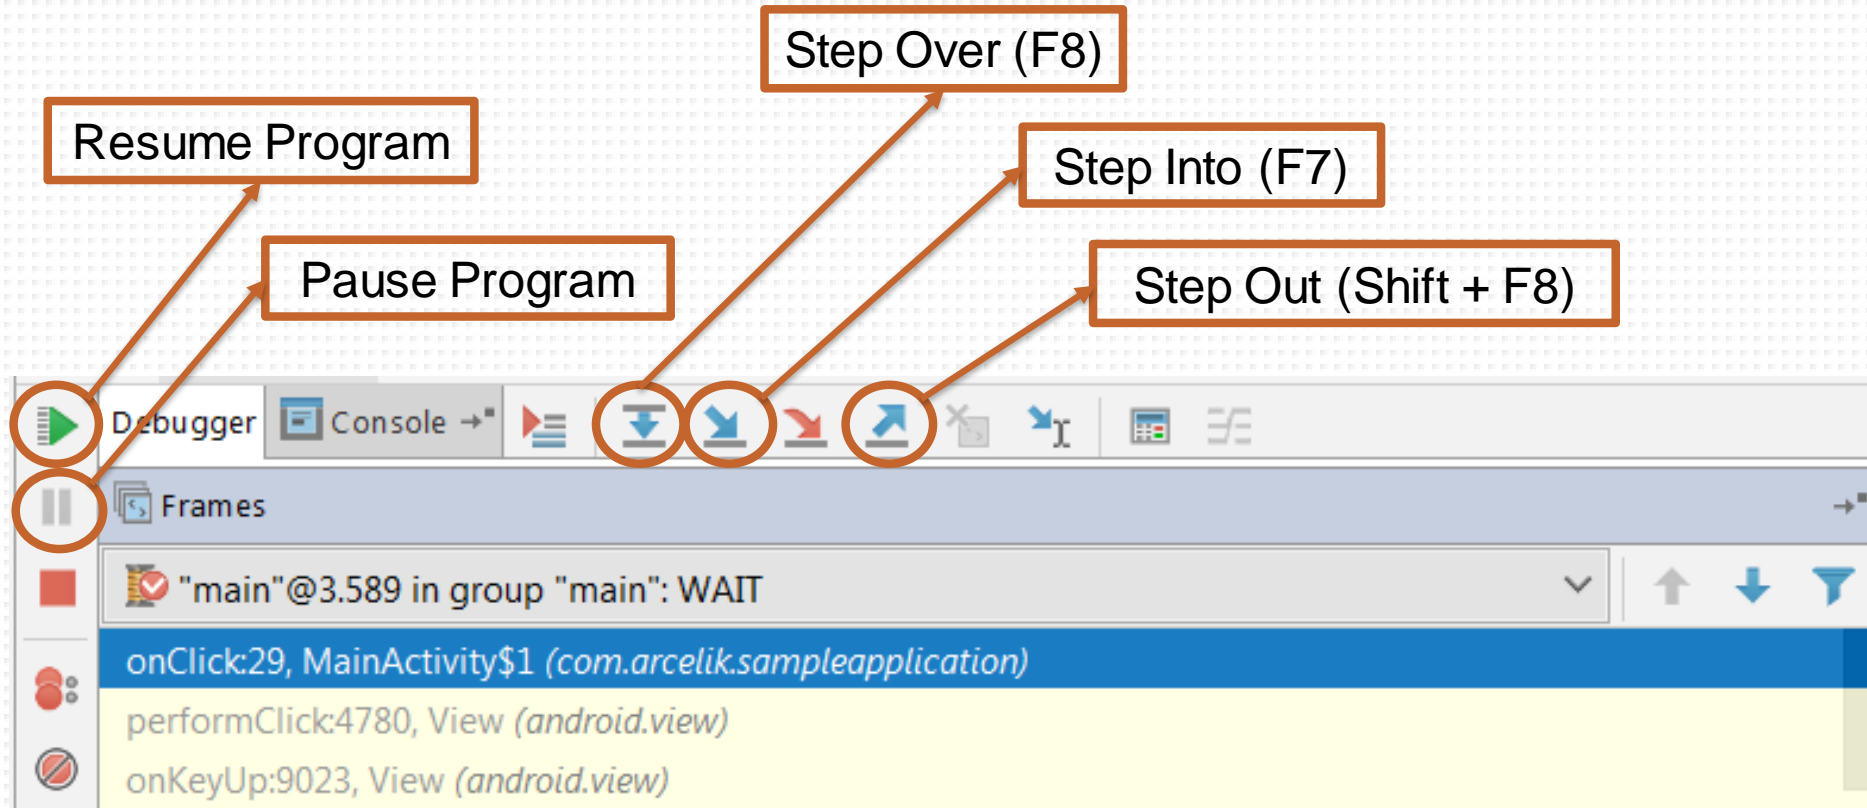 Step Over (F8)
Resume Program
Step Into (F7)
Pause Program
Step Out (Shift + F8)
Debugger
Console
Frames
"main"@3.589 in group "main": WAIT
onClick:29, MainActivity$1 (com.arcelik.sampleapplication)
performClick:4780, View (android.view)
onKeyUp:9023, View (android.view)